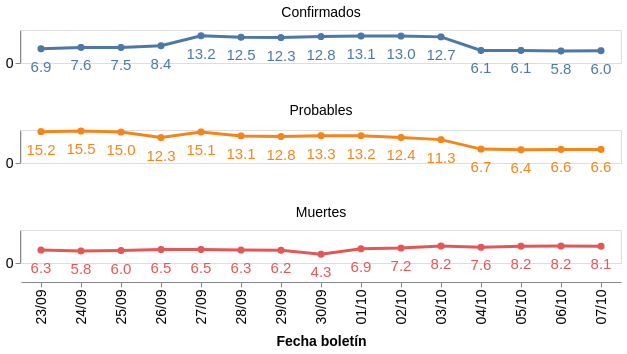 Confirmados
0
6.9 7.6 7.5 8.4 13.2 12.5 12.3 12.8 13.1 13.0 12.7 6.1 6.1 5.8 6.0
Probables
0
15.2 15.5 15.0 12.3 15.1 13.1 12.8 13.3 13.2 12.4 11.3 6.7 6.4 6.6 6.6
Muertes
0
6.3 5.8 6.0 6.5 6.5 6.3 6.2 4.3 6.9 7.2 8.2 7.6 8.2 8.2 8.1
23/09 24/09 25/09 26/09 27/09 28/09 29/09 30/09 01/10 02/10 03/10 04/10 05/10 06/10 07/10
Fecha boletín